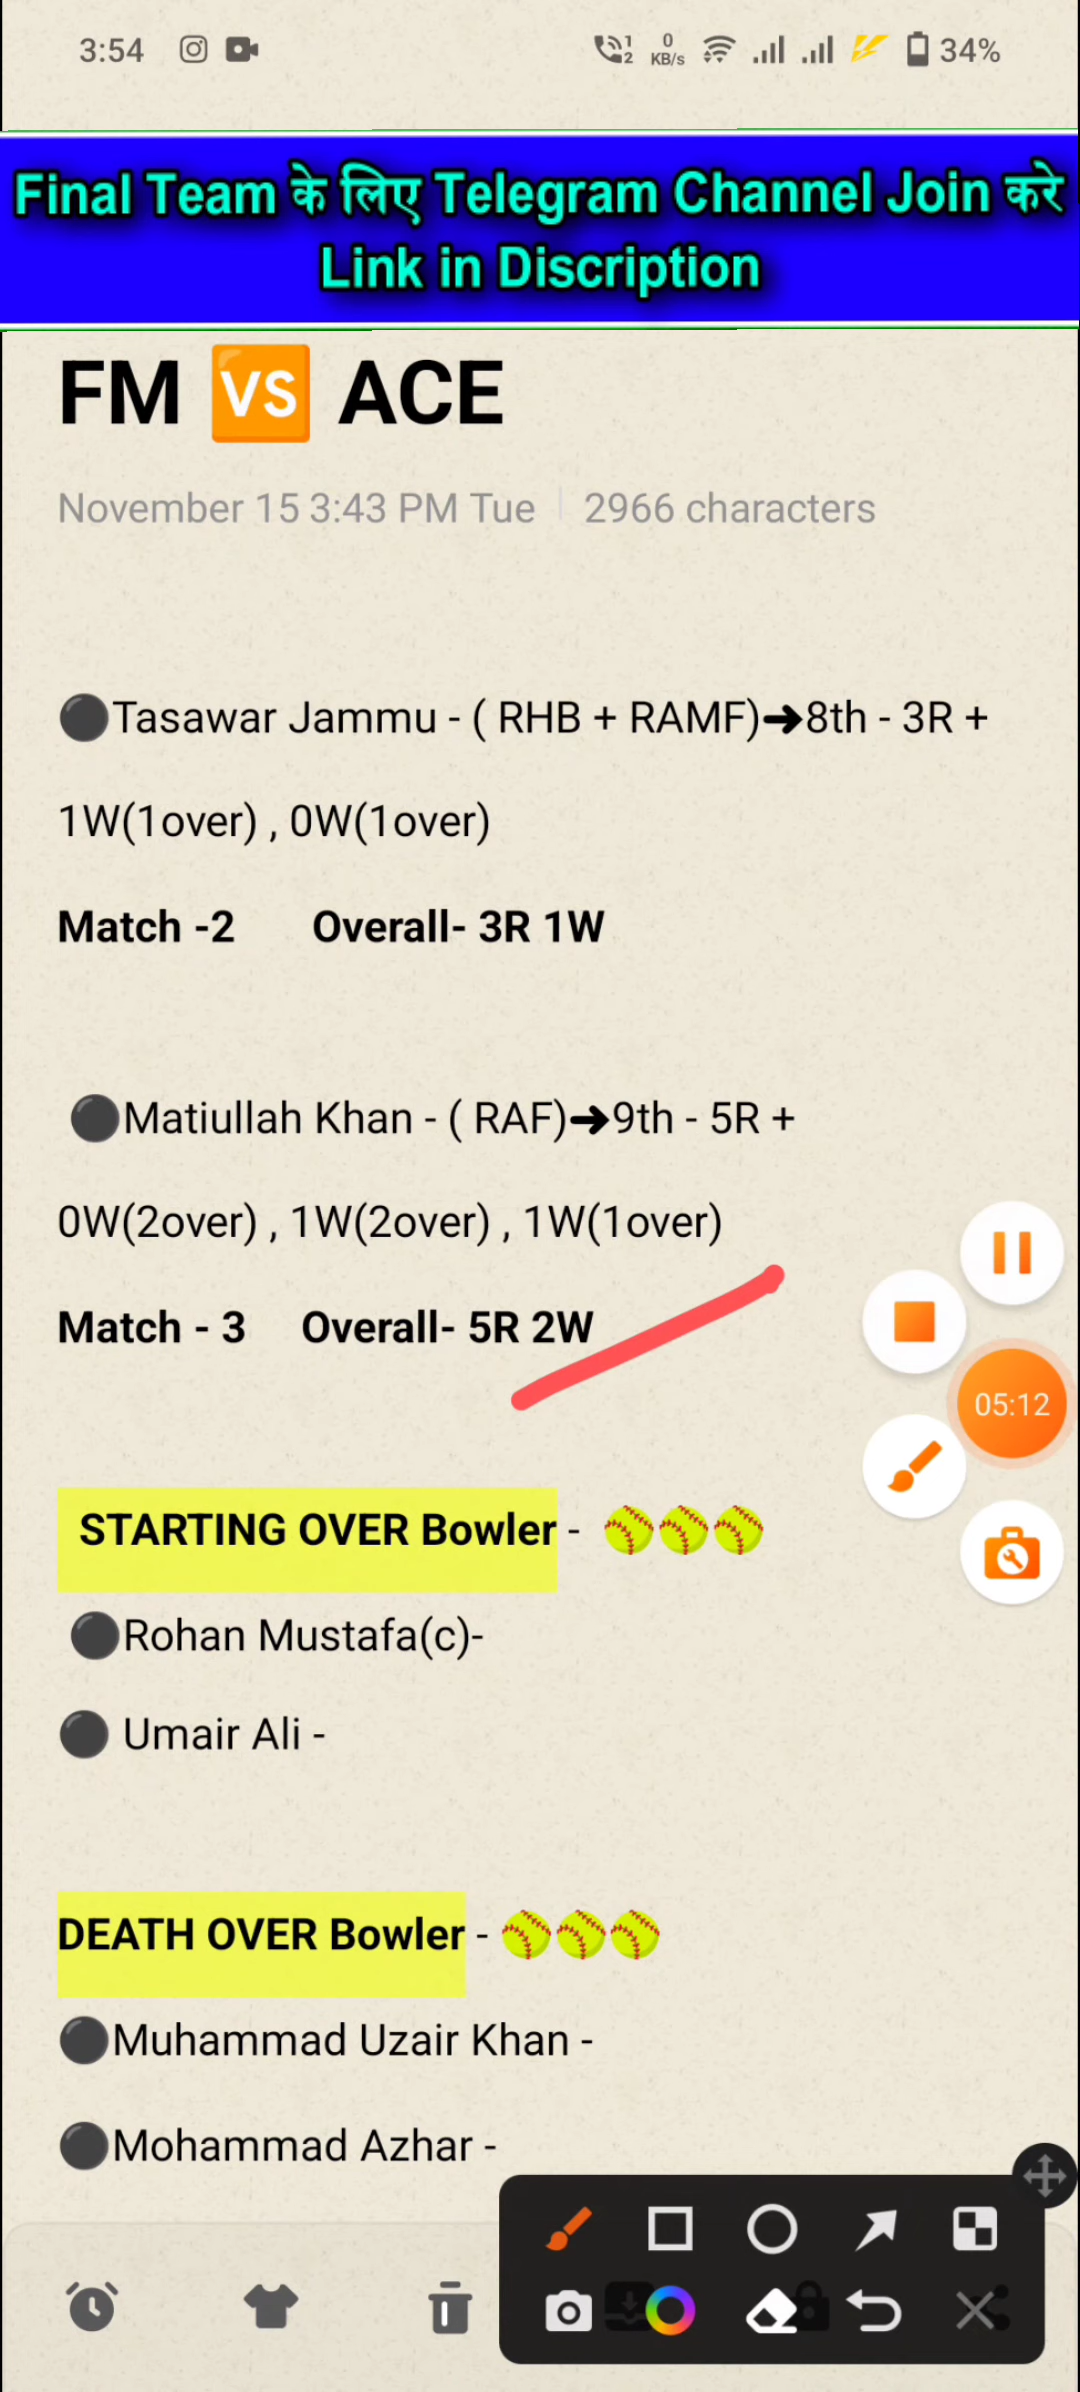 3:54 1 2 0 KB/s 34%
Final Team के लिए Telegram Channel Join करे
Link in Discription
FM VS ACE
November 15 3:43 PM Tue | 2966 characters
⚫Tasawar Jammu - ( RHB + RAMF)➔8th - 3R +
1W(1over) , 0W(1over)
Match -2 Overall- 3R 1W
⚫Matiullah Khan - ( RAF)➔9th - 5R +
0W(2over) , 1W(2over) , 1W(1over)
Match - 3 Overall- 5R 2W
05:12
STARTING OVER Bowler - 🥎🥎🥎
⚫Rohan Mustafa(c)-
⚫ Umair Ali -
DEATH OVER Bowler - 🥎🥎🥎
⚫Muhammad Uzair Khan -
⚫Mohammad Azhar -